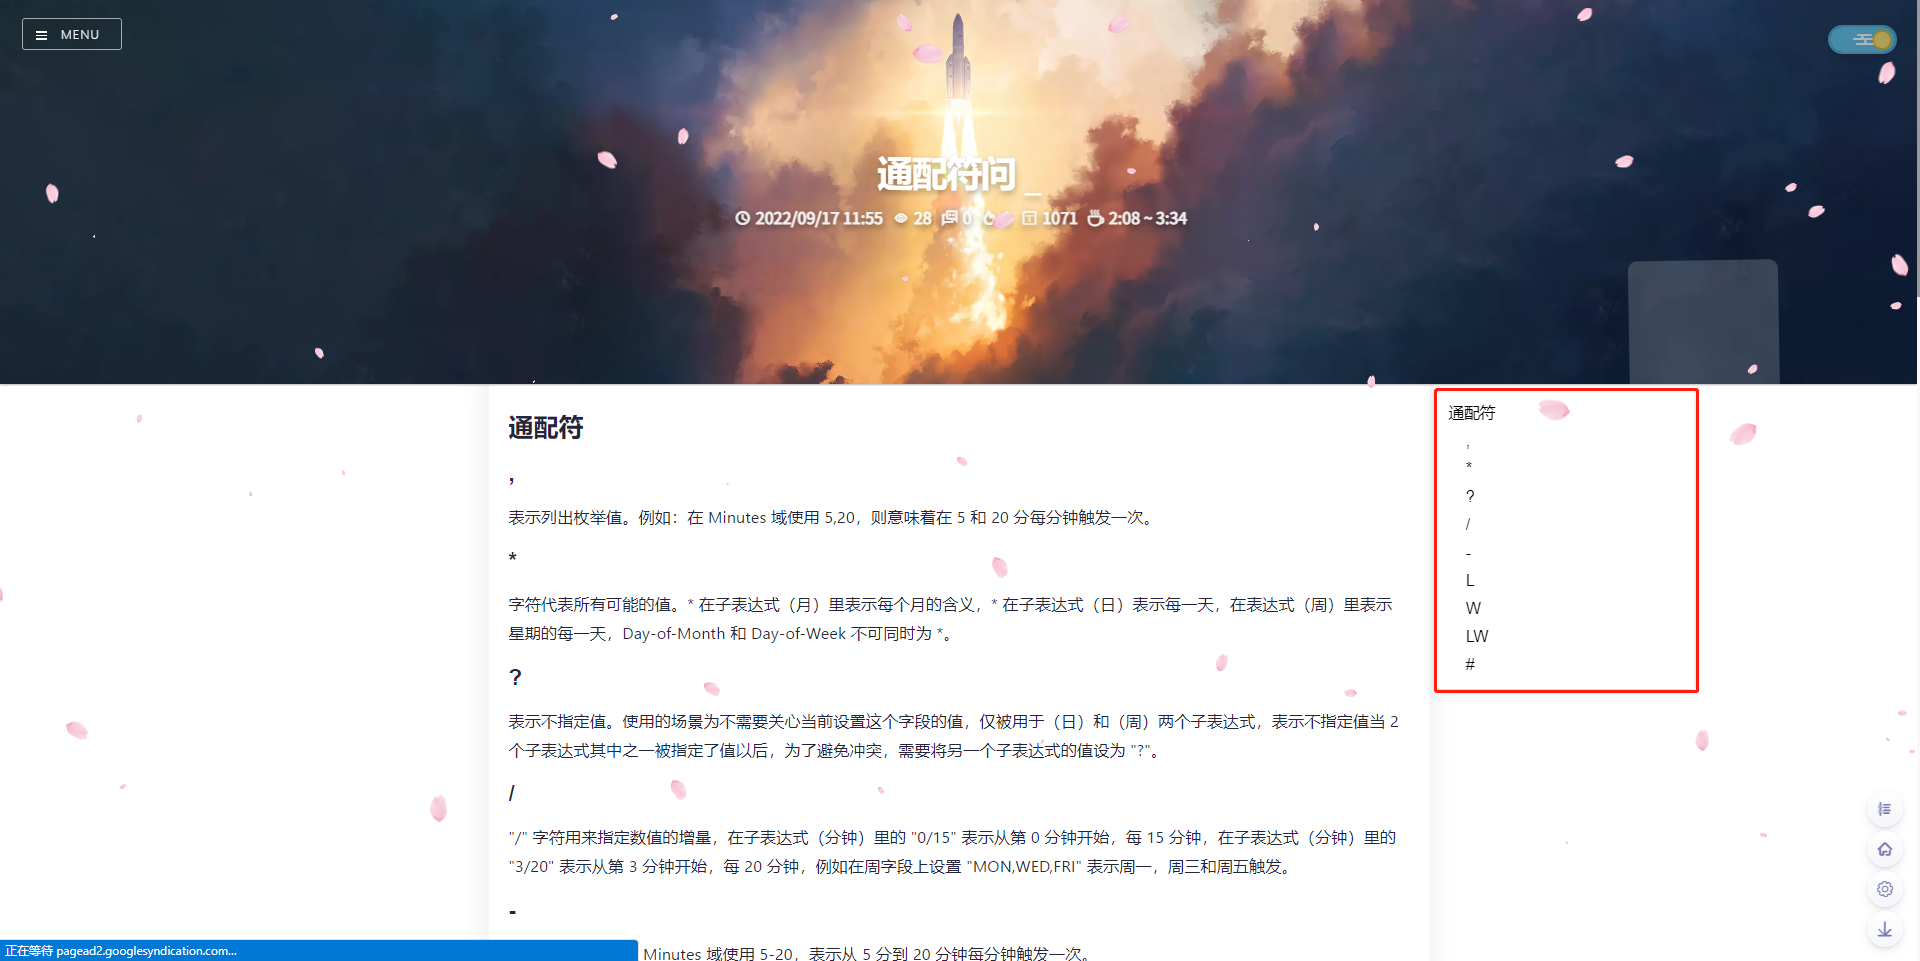 MENU
通配符问 _
2022/09/17 11:55 28 0 1071 2:08 ~ 3:34
通配符
,
表示列出枚举值。例如：在 Minutes 域使用 5,20，则意味着在 5 和 20 分每分钟触发一次。
*
字符代表所有可能的值。* 在子表达式（月）里表示每个月的含义，* 在子表达式（日）表示每一天，在表达式（周）里表示
星期的每一天，Day-of-Month 和 Day-of-Week 不可同时为 *。
?
表示不指定值。使用的场景为不需要关心当前设置这个字段的值，仅被用于（日）和（周）两个子表达式，表示不指定值当 2
个子表达式其中之一被指定了值以后，为了避免冲突，需要将另一个子表达式的值设为 "?"。
/
"/" 字符用来指定数值的增量，在子表达式（分钟）里的 "0/15" 表示从第 0 分钟开始，每 15 分钟，在子表达式（分钟）里的
"3/20" 表示从第 3 分钟开始，每 20 分钟，例如在周字段上设置 "MON,WED,FRI" 表示周一，周三和周五触发。
-
Minutes 域使用 5-20，表示从 5 分到 20 分钟每分钟触发一次。
通配符
,
*
?
/
-
L
W
LW
#
正在等待 pagead2.googlesyndication.com...